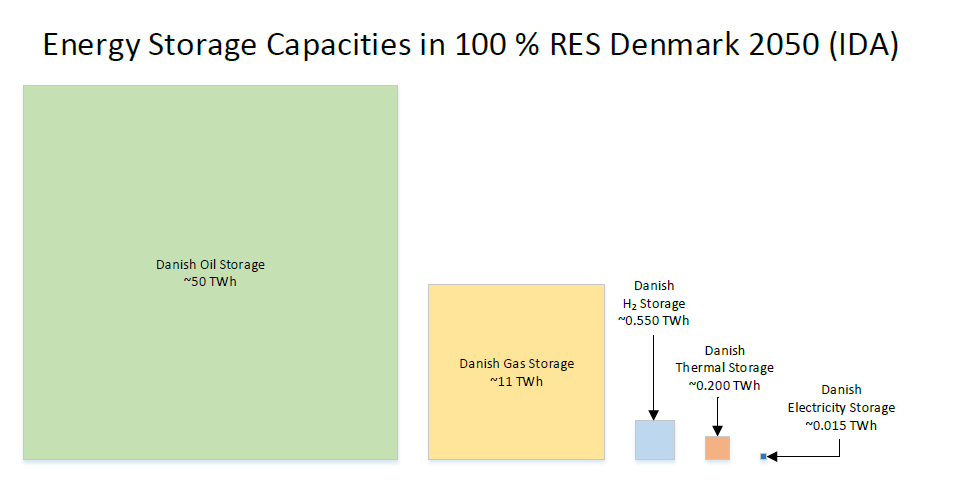 Energy Storage Capacities in 100 % RES Denmark 2050 (IDA)
Danish Oil Storage
~50 TWh
Danish Gas Storage
~11 TWh
Danish
H₂ Storage
~0.550 TWh
Danish
Thermal Storage
~0.200 TWh
Danish
Electricity Storage
~0.015 TWh